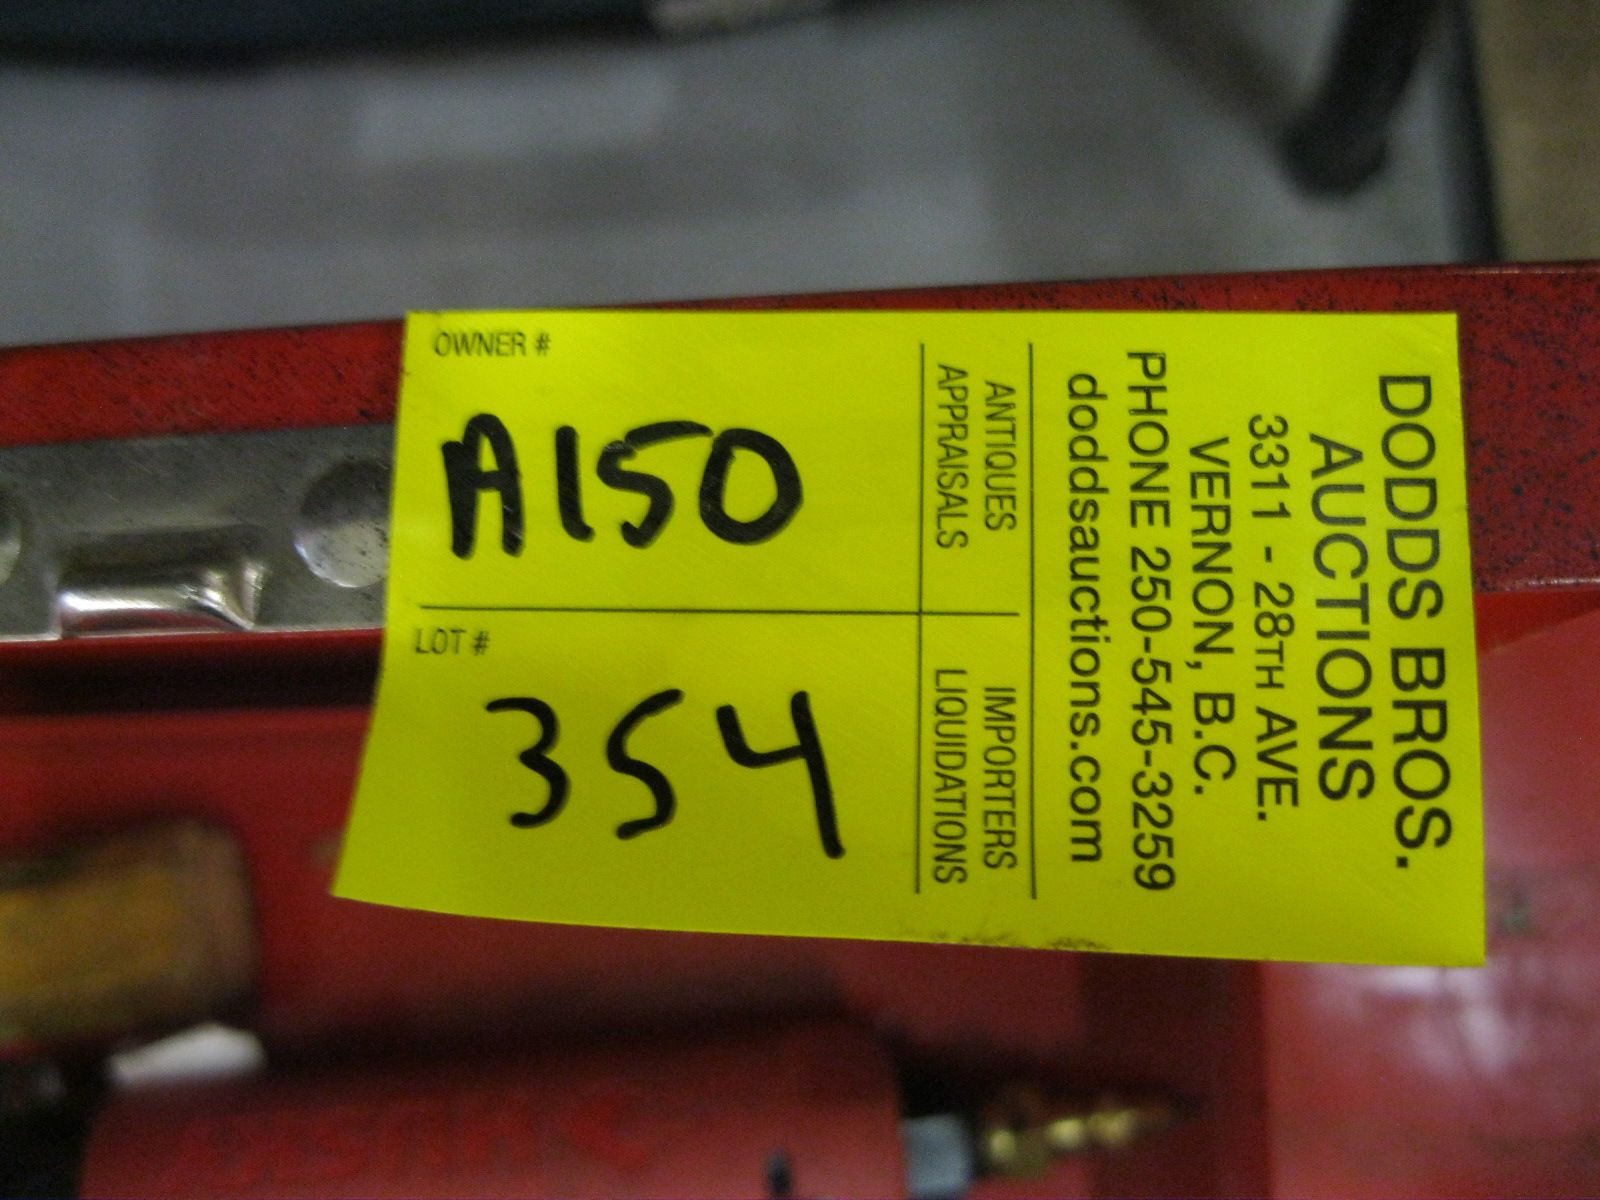 OWNER #
A150
LOT #
354
DODDS BROS.
AUCTIONS
3311 - 28TH AVE.
VERNON, B.C.
PHONE 250-545-3259
doddsauctions.com
ANTIQUES
APPRAISALS
IMPORTERS
LIQUIDATIONS